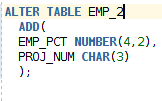 ALTER TABLE EMP_2
ADD(
EMP_PCT NUMBER(4,2),
PROJ_NUM CHAR(3)
);